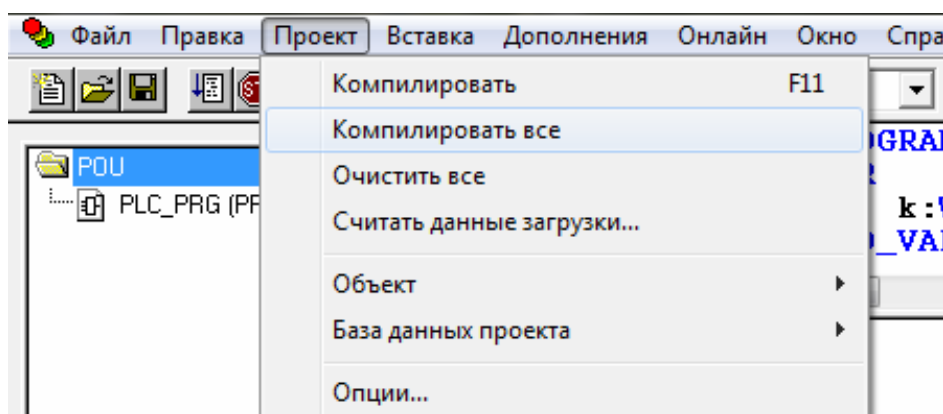 Файл Правка Проект Вставка Дополнения Онлайн Окно
Компилировать F11
Компилировать все
Очистить все
Считать данные загрузки...
Объект
База данных проекта
Опции...
POU
PLC_PRG
k :